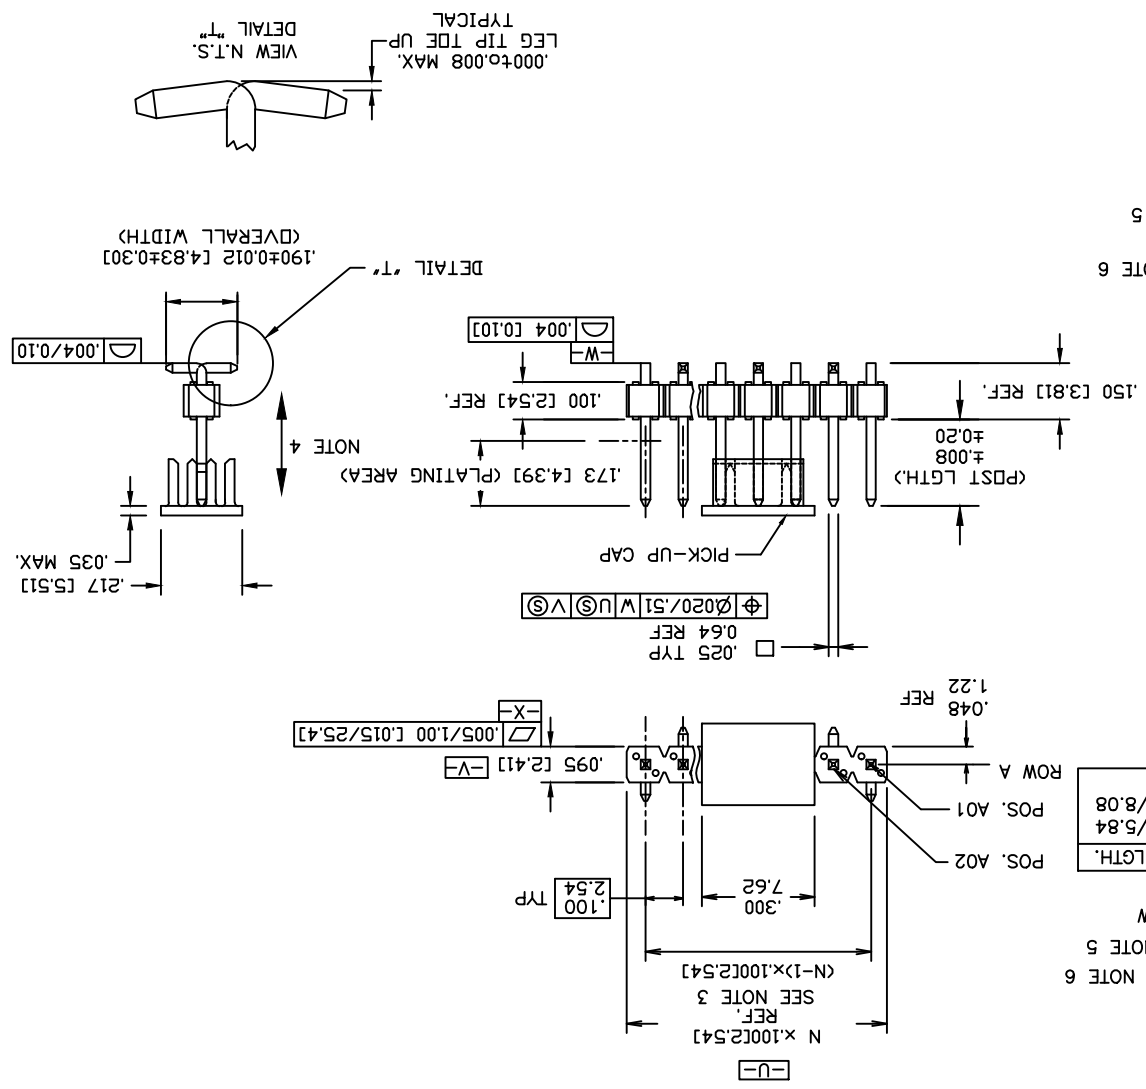 -U-
N x.100[2.54]
REF.
SEE NOTE 3
(N-1)x.100[2.54]
NOTE 6
NOTE 5
W
.300
7.62
.100
2.54
TYP
POS. A02
POS. A01
ROW A
LGTH.
/5.84
/8.08
.095 [2.41]
-V-
.005/1.00 [.015/25.4]
-X-
.048
1.22
REF
.025 TYP
0.64 REF
Ø.020/.51 W U Ⓢ V Ⓢ
PICK-UP CAP
.217 [5.51]
.035 MAX.
(POST LGTH.)
±.008
±0.20
.173 [4.39] (PLATING AREA)
NOTE 4
.150 [3.81] REF.
.100 [2.54] REF.
-W-
.004 [0.10]
.004/0.10
DETAIL "T"
.190±0.012 [4.83±0.30]
(OVERALL WIDTH)
OTE 6
5
.000to.008 MAX.
LEG TIP TOE UP
TYPICAL
VIEW N.T.S.
DETAIL "T"